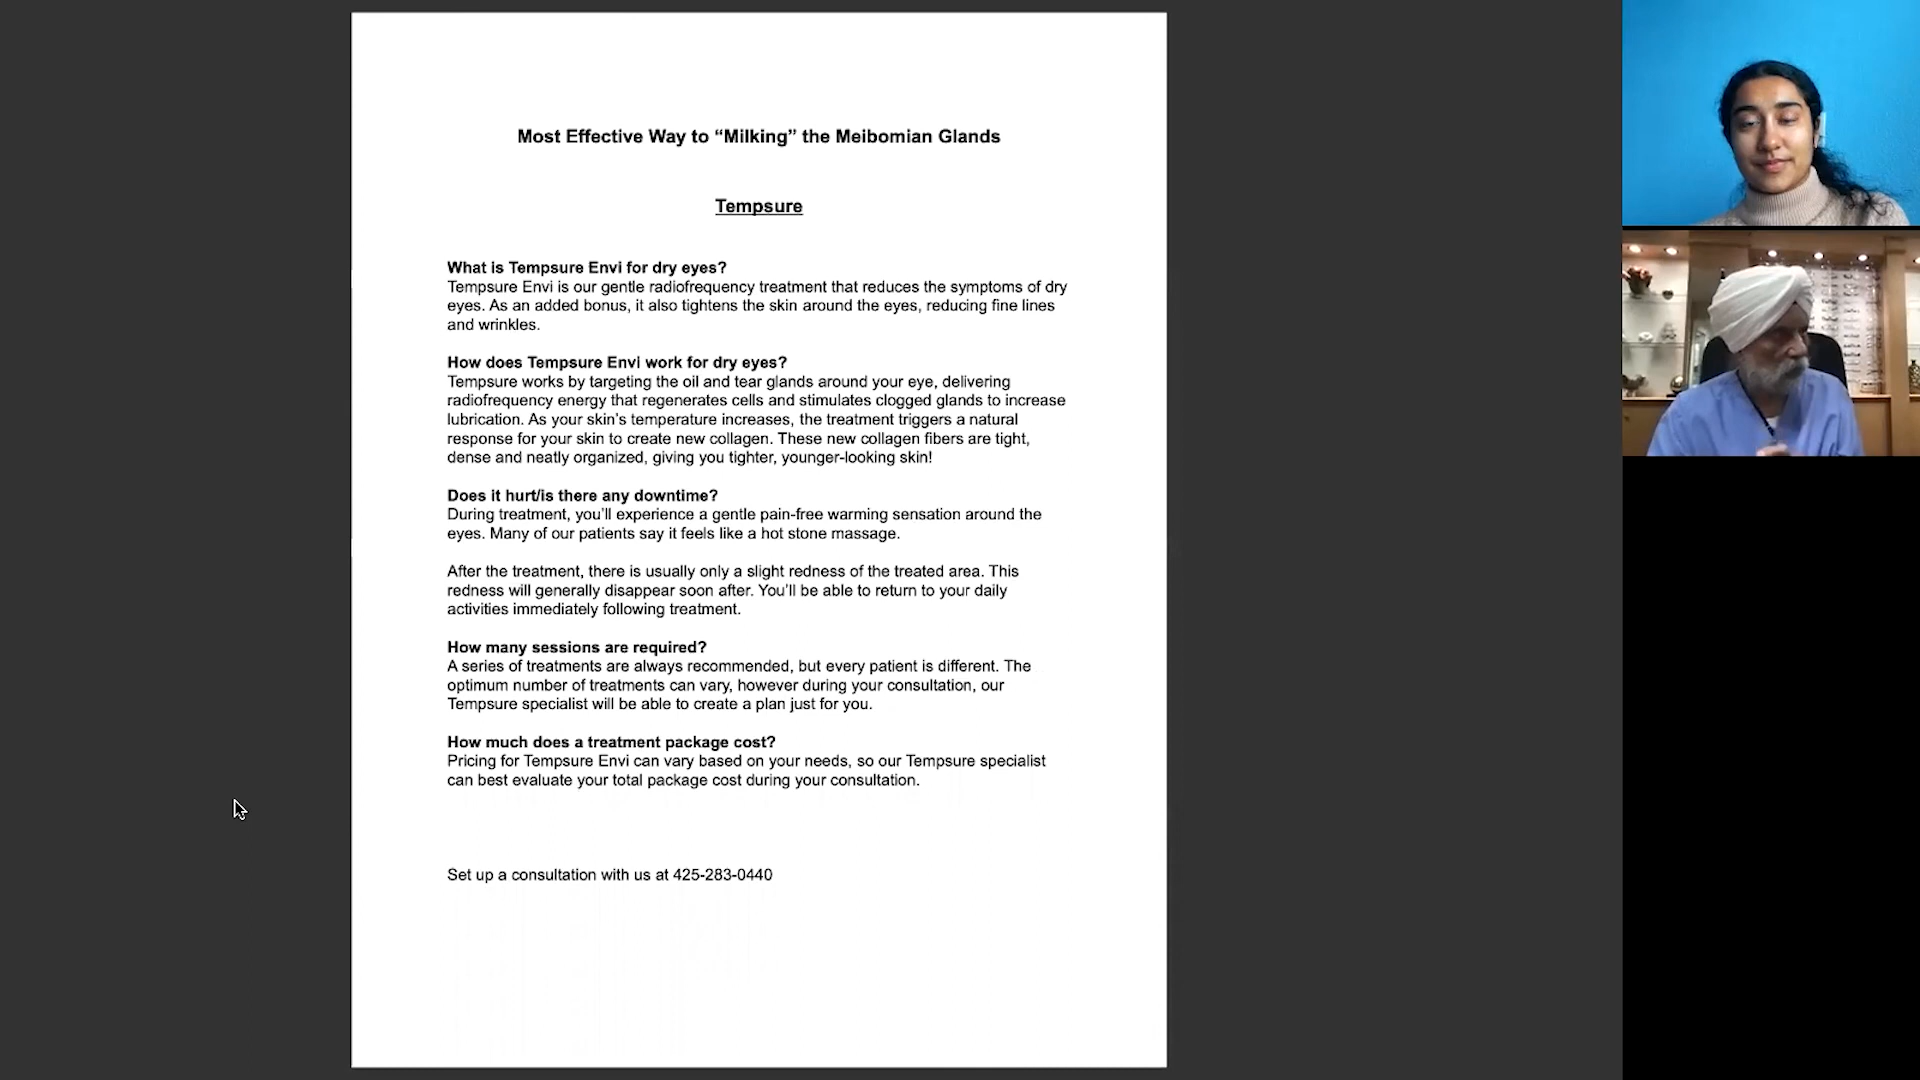 Most Effective Way to “Milking” the Meibomian Glands
Tempsure
What is Tempsure Envi for dry eyes?
Tempsure Envi is our gentle radiofrequency treatment that reduces the symptoms of dry
eyes. As an added bonus, it also tightens the skin around the eyes, reducing fine lines
and wrinkles.
How does Tempsure Envi work for dry eyes?
Tempsure works by targeting the oil and tear glands around your eye, delivering
radiofrequency energy that regenerates cells and stimulates clogged glands to increase
lubrication. As your skin’s temperature increases, the treatment triggers a natural
response for your skin to create new collagen. These new collagen fibers are tight,
dense and neatly organized, giving you tighter, younger-looking skin!
Does it hurt/is there any downtime?
During treatment, you’ll experience a gentle pain-free warming sensation around the
eyes. Many of our patients say it feels like a hot stone massage.
After the treatment, there is usually only a slight redness of the treated area. This
redness will generally disappear soon after. You’ll be able to return to your daily
activities immediately following treatment.
How many sessions are required?
A series of treatments are always recommended, but every patient is different. The
optimum number of treatments can vary, however during your consultation, our
Tempsure specialist will be able to create a plan just for you.
How much does a treatment package cost?
Pricing for Tempsure Envi can vary based on your needs, so our Tempsure specialist
can best evaluate your total package cost during your consultation.
Set up a consultation with us at 425-283-0440